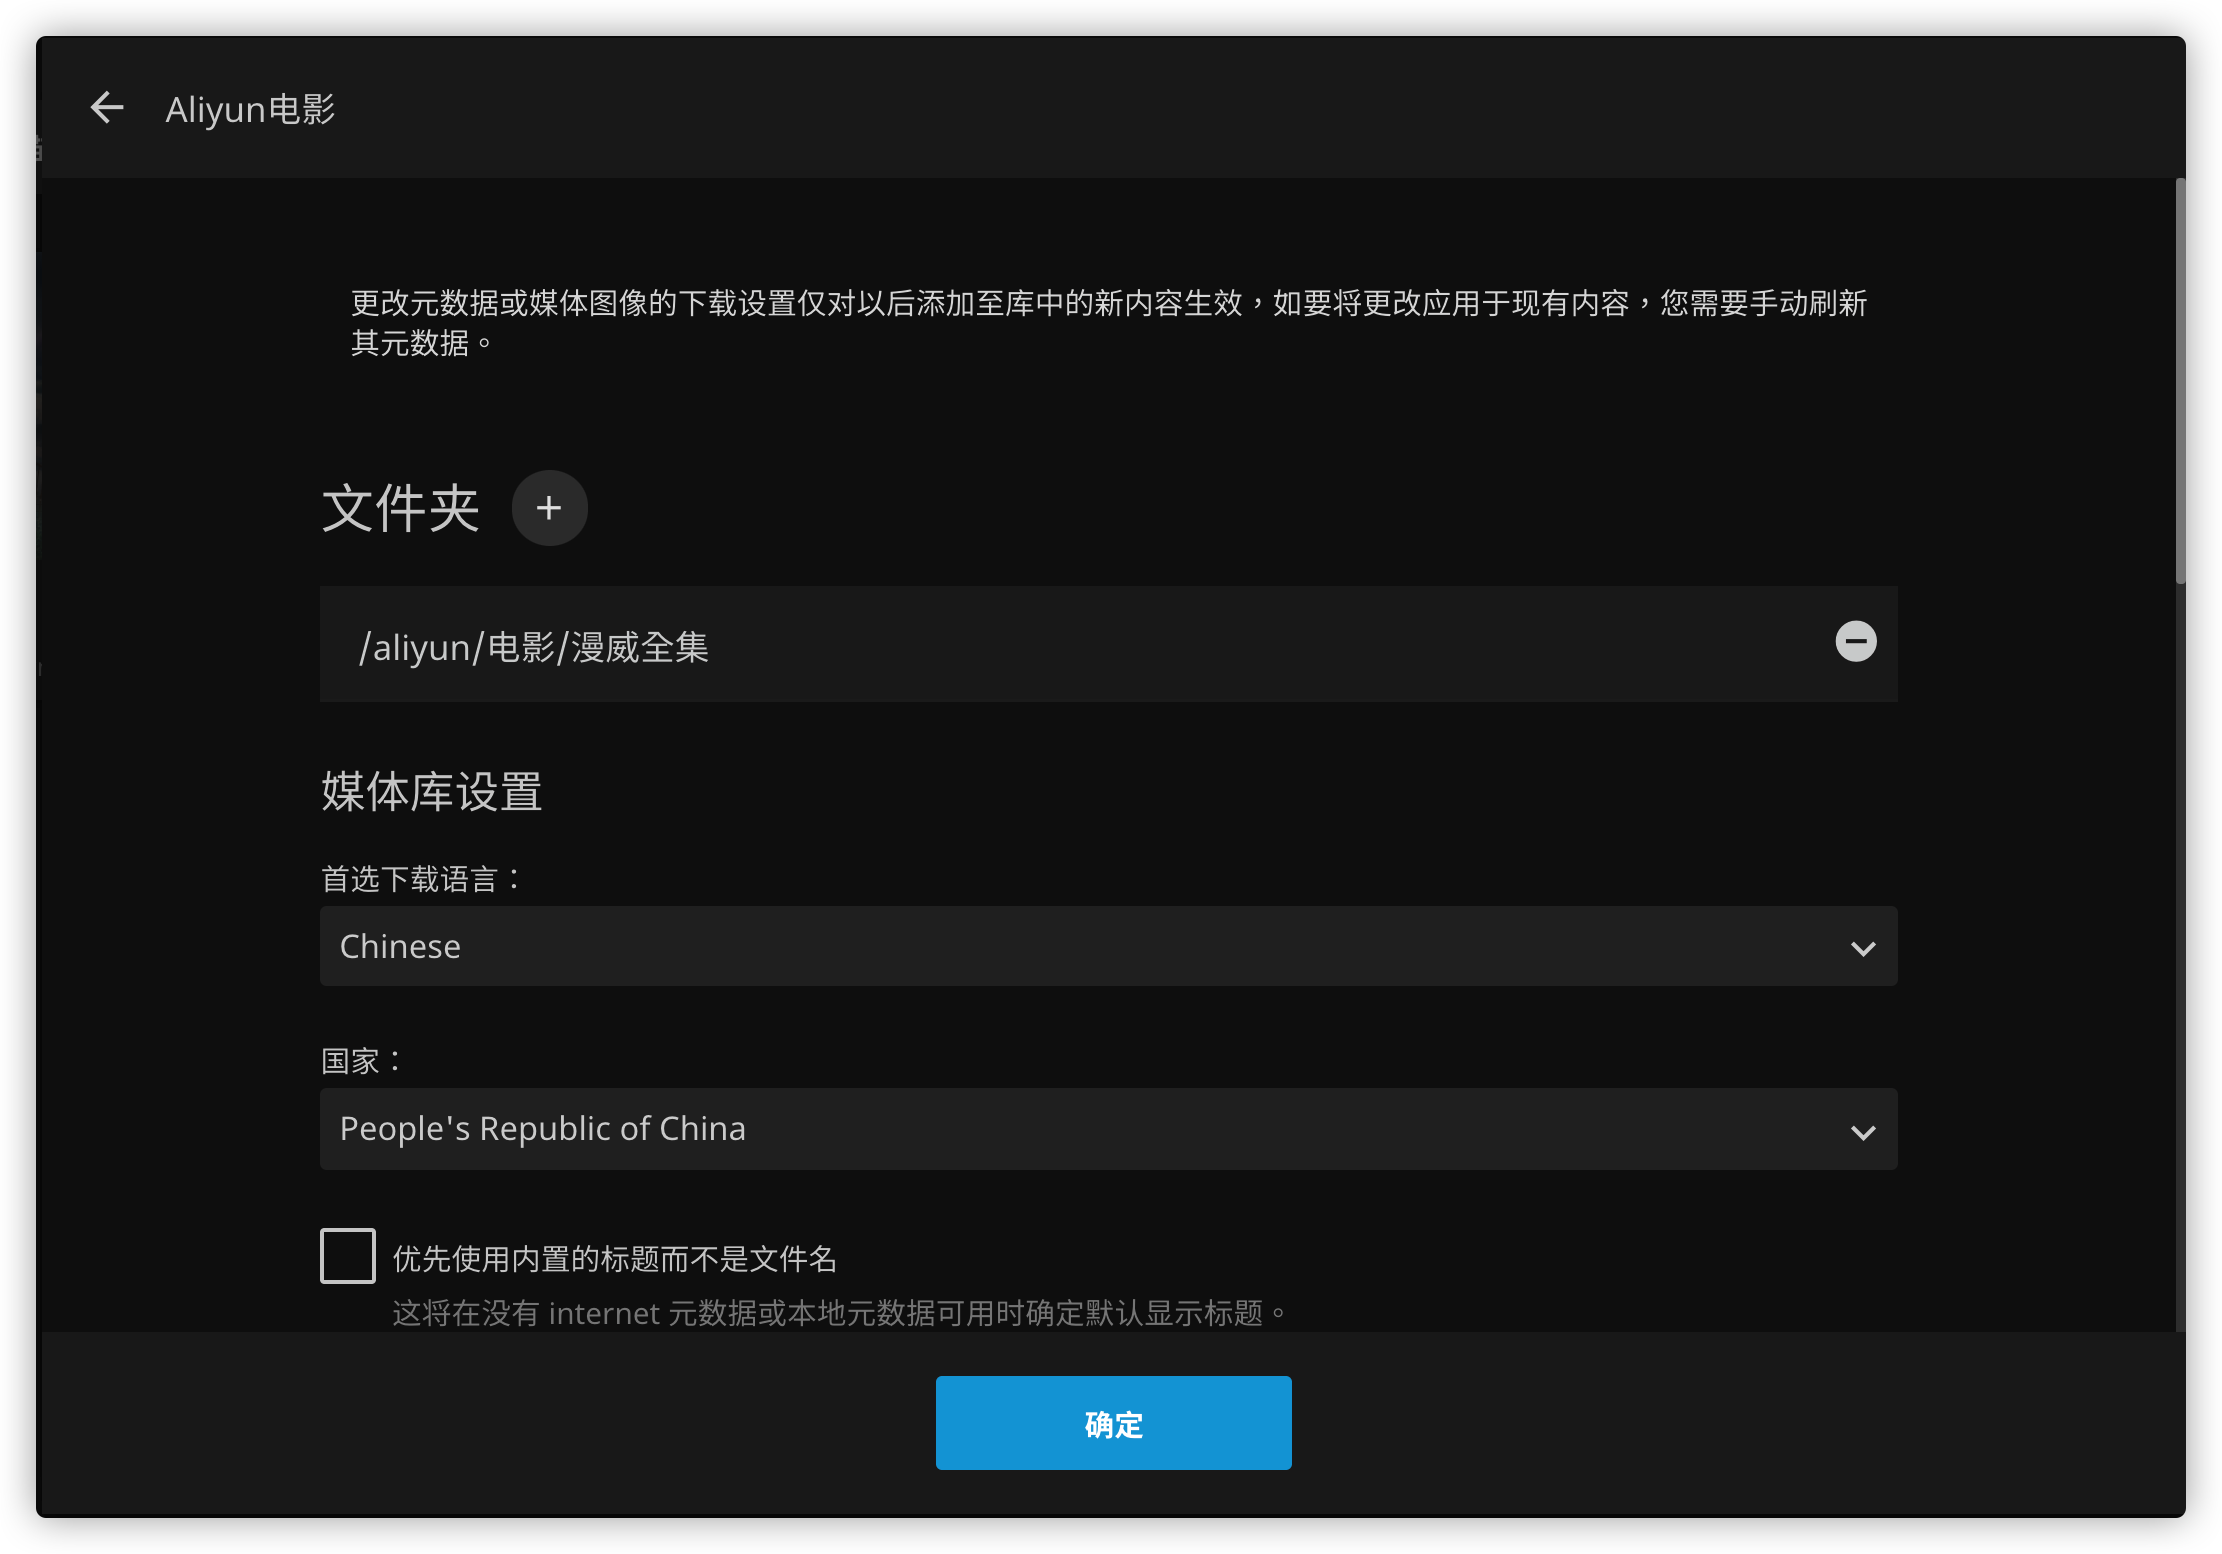 Aliyun电影
更改元数据或媒体图像的下载设置仅对以后添加至库中的新内容生效，如要将更改应用于现有内容，您需要手动刷新
其元数据。
文件夹
/aliyun/电影/漫威全集
媒体库设置
首选下载语言：
Chinese
国家：
People's Republic of China
优先使用内置的标题而不是文件名
这将在没有 internet 元数据或本地元数据可用时确定默认显示标题。
确定